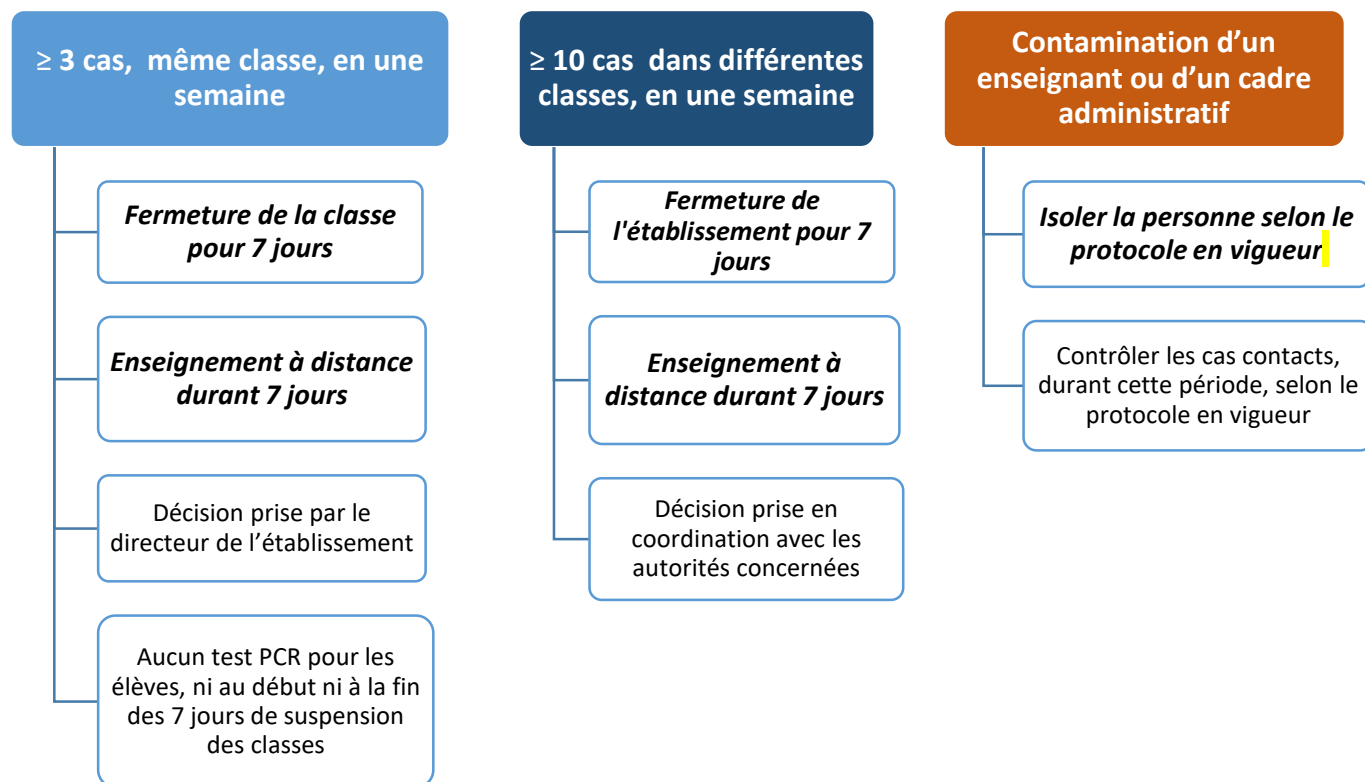 ≥ 3 cas, même classe, en une
semaine
Fermeture de la classe
pour 7 jours
Enseignement à distance
durant 7 jours
Décision prise par le
directeur de l’établissement
Aucun test PCR pour les
élèves, ni au début ni à la fin
des 7 jours de suspension
des classes
≥ 10 cas dans différentes
classes, en une semaine
Fermeture de
l'établissement pour 7
jours
Enseignement à
distance durant 7 jours
Décision prise en
coordination avec les
autorités concernées
Contamination d’un
enseignant ou d’un cadre
administratif
Isoler la personne selon le
protocole en vigueur
Contrôler les cas contacts,
durant cette période, selon le
protocole en vigueur